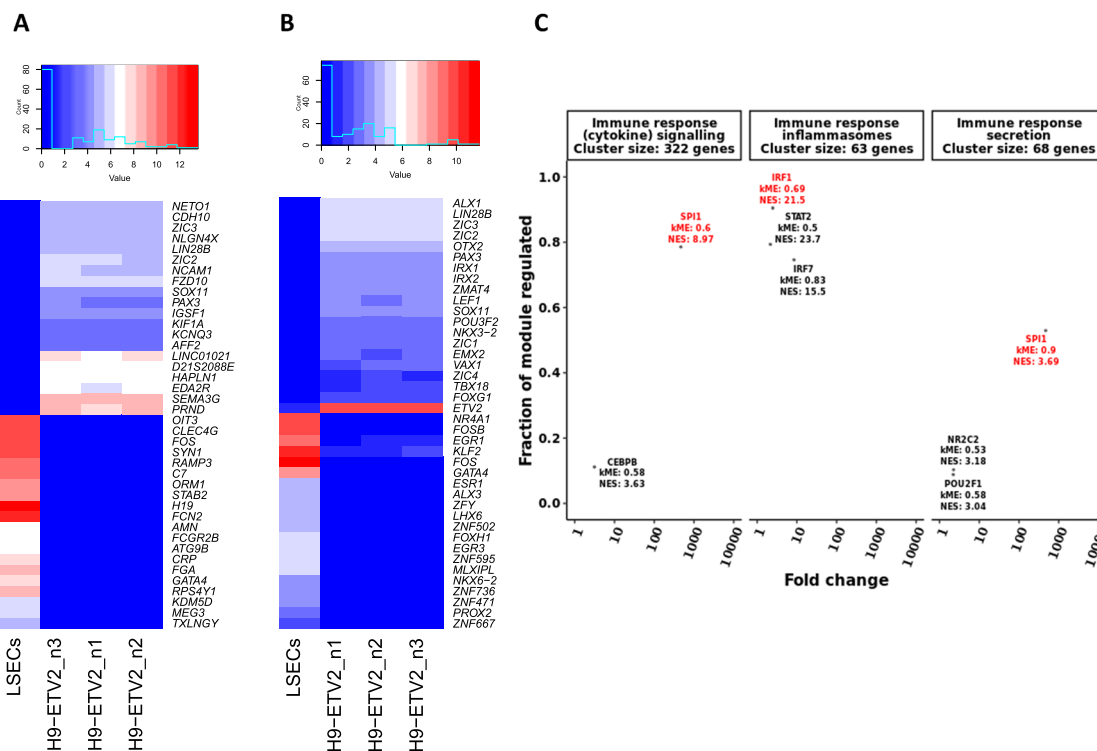 A
B
C
Count
0
20
40
60
80
0
2
4
6
8
10
12
Value
Count
0
20
40
60
0
2
4
6
8
10
Value
NETO1
CDH10
ZIC3
NLGN4X
LIN28B
ZIC2
NCAM1
FZD10
SOX11
PAX3
IGSF1
KIF1A
KCNQ3
AFF2
LINC01021
D21S2088E
HAPLN1
EDA2R
SEMA3G
PRND
OIT3
CLEC4G
FOS
SYN1
RAMP3
C7
ORM1
STAB2
H19
FCN2
AMN
FCGR2B
ATG9B
CRP
FGA
GATA4
RPS4Y1
KDM5D
MEG3
TXLNGY
LSECs
H9-ETV2_n3
H9-ETV2_n1
H9-ETV2_n2
ALX1
LIN28B
ZIC3
ZIC2
OTX2
PAX3
IRX1
IRX2
ZMAT4
LEF1
SOX11
POU3F2
NKX3-2
ZIC1
EMX2
VAX1
ZIC4
TBX18
FOXG1
ETV2
NR4A1
FOSB
EGR1
KLF2
FOS
GATA4
ESR1
ALX3
ZFY
LHX6
ZNF502
FOXH1
EGR3
ZNF595
MLXIPL
NKX6-2
ZNF736
ZNF471
PROX2
ZNF667
LSECs
H9-ETV2_n1
H9-ETV2_n2
H9-ETV2_n3
Immune response
(cytokine) signalling
Cluster size: 322 genes
Immune response
inflammasomes
Cluster size: 63 genes
Immune response
secretion
Cluster size: 68 genes
Fraction of module regulated
1.0
0.8
0.6
0.4
0.2
0.0
SPI1
kME: 0.6
NES: 8.97
CEBPB
kME: 0.58
NES: 3.63
IRF1
kME: 0.69
NES: 21.5
STAT2
kME: 0.5
NES: 23.7
IRF7
kME: 0.83
NES: 15.5
SPI1
kME: 0.9
NES: 3.69
NR2C2
kME: 0.53
NES: 3.18
POU2F1
kME: 0.58
NES: 3.04
1
10
100
1000
10000
1
10
100
1000
10000
1
10
100
1000
Fold change